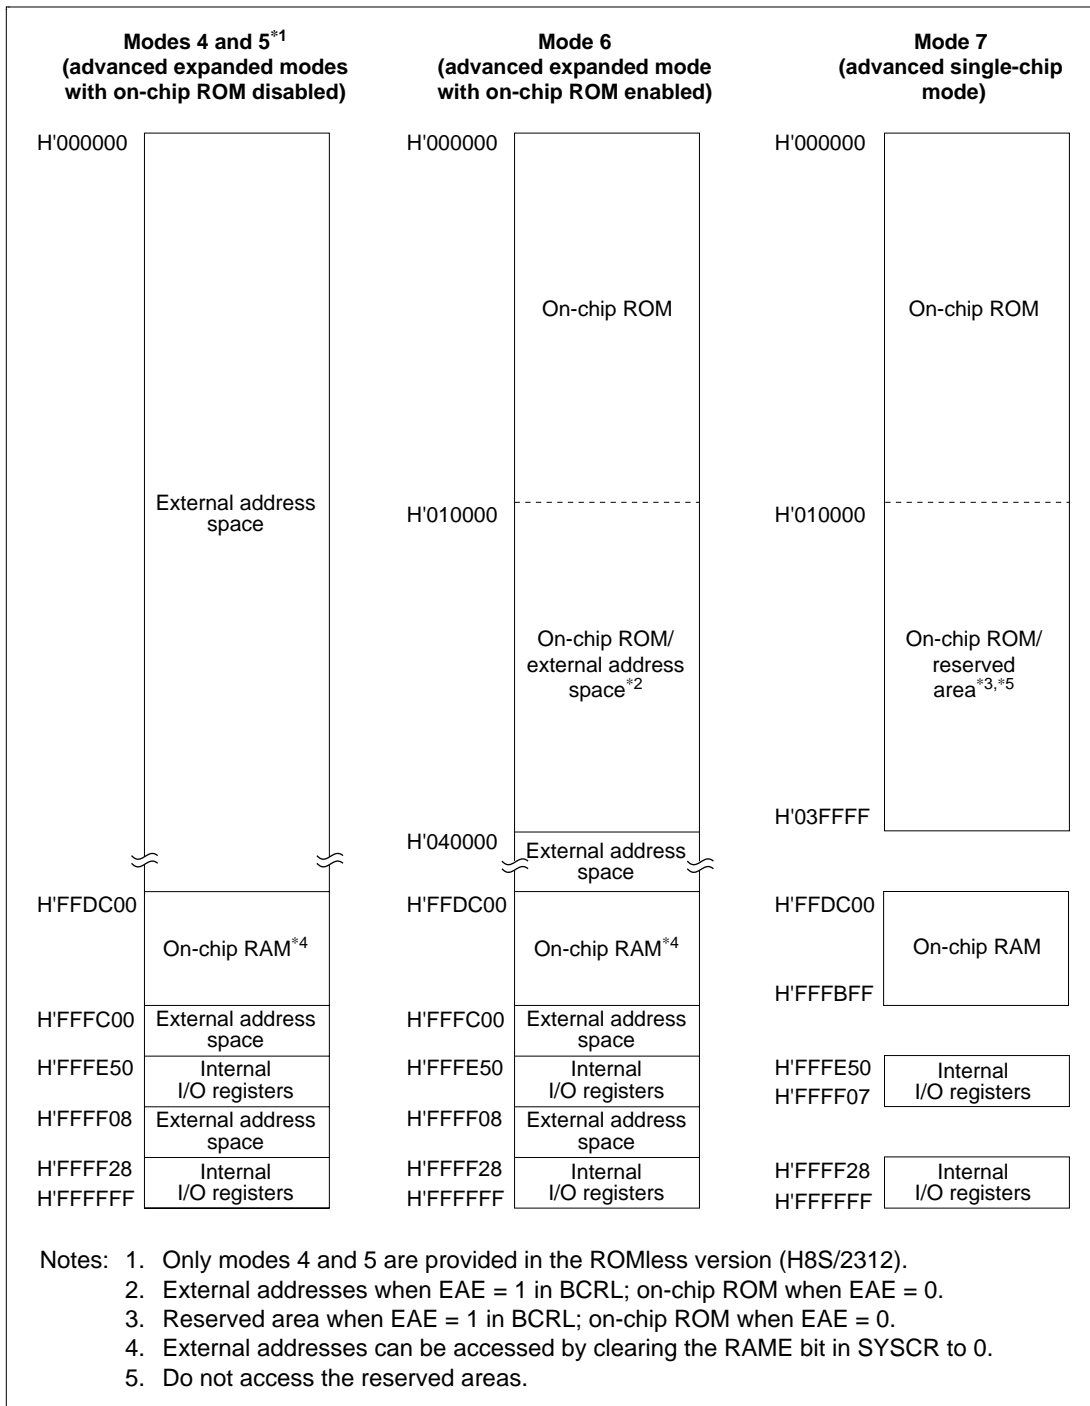 Modes 4 and 5*1
(advanced expanded modes
with on-chip ROM disabled)
H'000000
External address
space
H'FFDC00
On-chip RAM*4
H'FFFC00
External address
space
H'FFFE50
Internal
I/O registers
H'FFFF08
External address
space
H'FFFF28
Internal
I/O registers
H'FFFFFF
Mode 6
(advanced expanded mode
with on-chip ROM enabled)
H'000000
On-chip ROM
H'010000
On-chip ROM/
external address
space*2
H'040000
External address
space
H'FFDC00
On-chip RAM*4
H'FFFC00
External address
space
H'FFFE50
Internal
I/O registers
H'FFFF08
External address
space
H'FFFF28
Internal
I/O registers
H'FFFFFF
Mode 7
(advanced single-chip
mode)
H'000000
On-chip ROM
H'010000
On-chip ROM/
reserved
area*3,*5
H'03FFFF
H'FFDC00
On-chip RAM
H'FFFBFF
H'FFFE50
Internal
I/O registers
H'FFFF07
H'FFFF28
Internal
I/O registers
H'FFFFFF
Notes: 1. Only modes 4 and 5 are provided in the ROMless version (H8S/2312).
2. External addresses when EAE = 1 in BCRL; on-chip ROM when EAE = 0.
3. Reserved area when EAE = 1 in BCRL; on-chip ROM when EAE = 0.
4. External addresses can be accessed by clearing the RAME bit in SYSCR to 0.
5. Do not access the reserved areas.